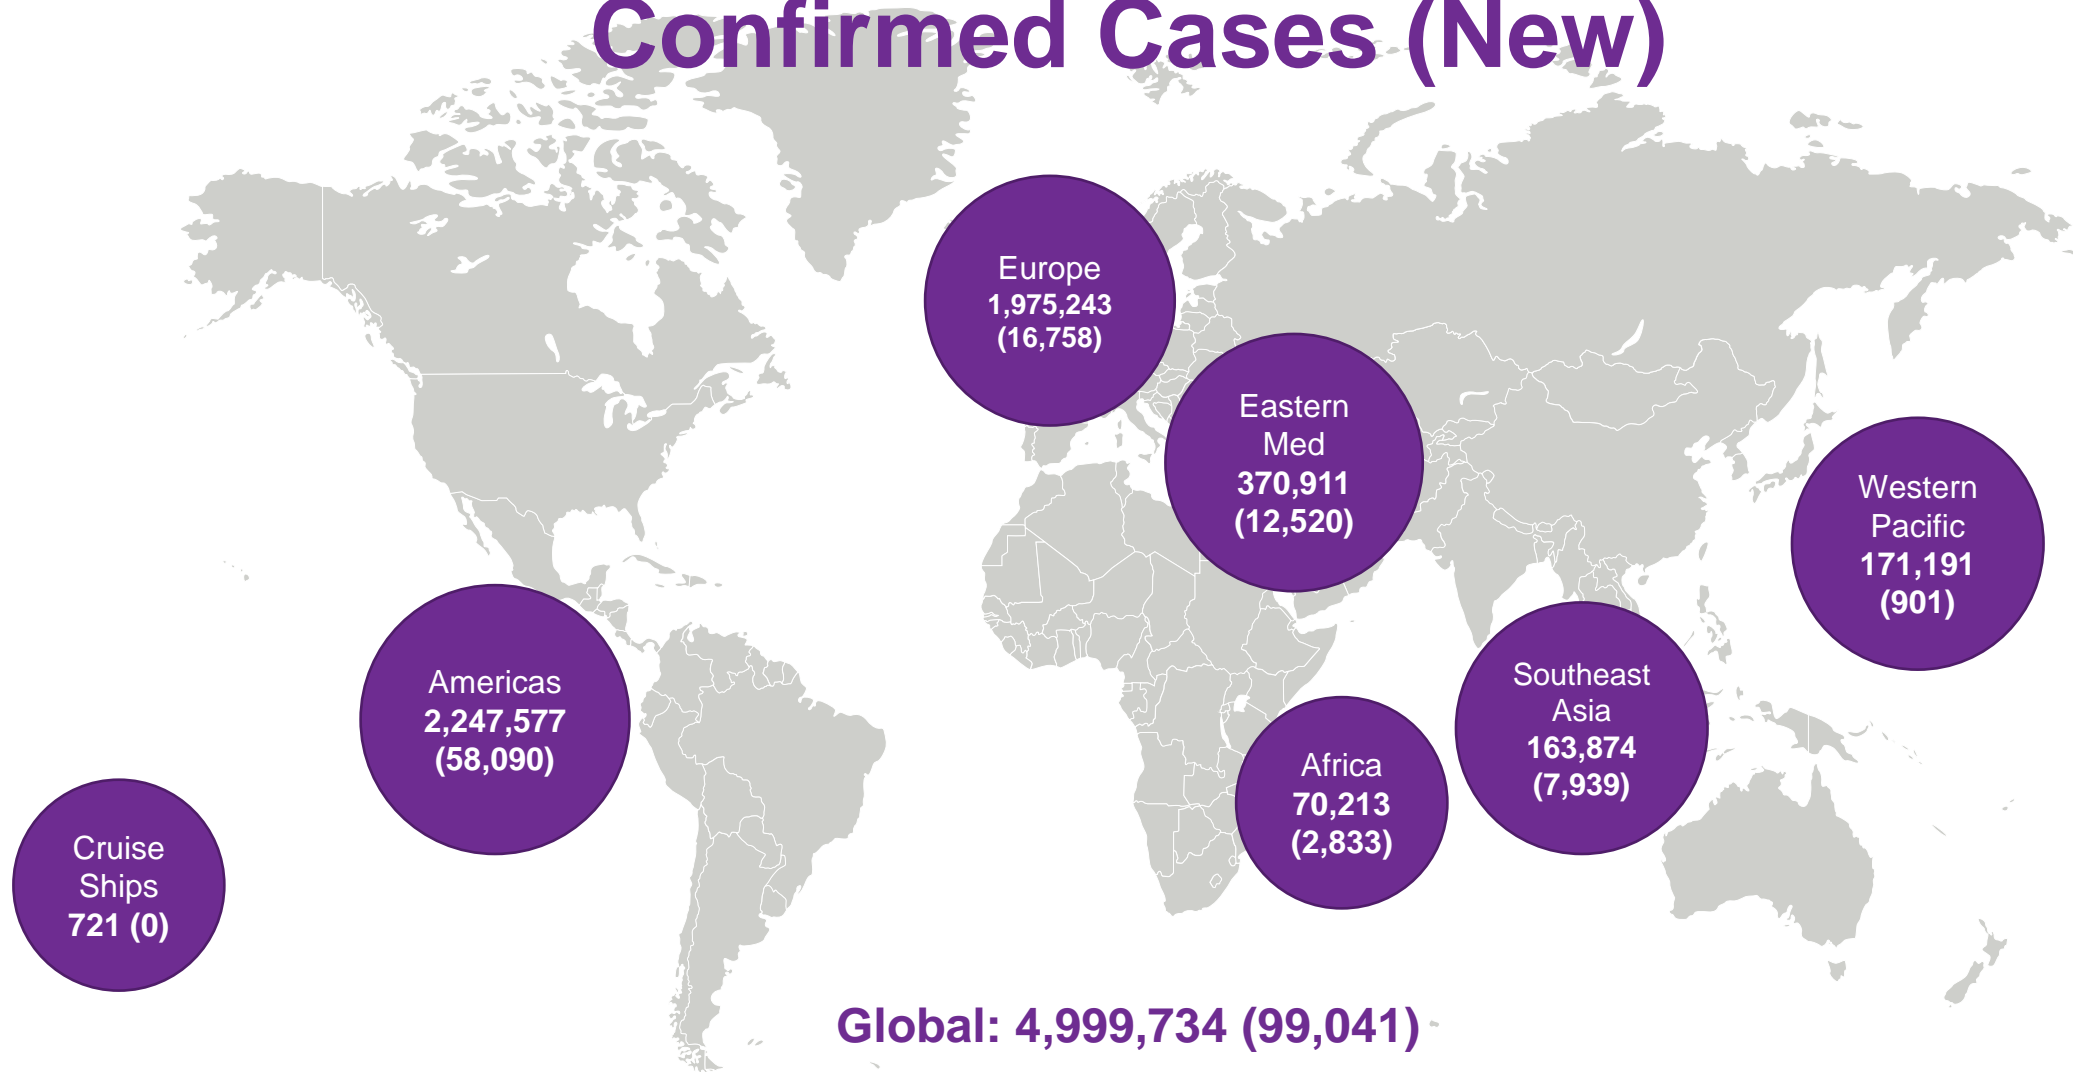 Confirmed Cases (New)
Europe
1,975,243
(16,758)
Eastern
Med
370,911
(12,520)
Western
Pacific
171,191
(901)
Americas
2,247,577
(58,090)
Southeast
Asia
163,874
(7,939)
Africa
70,213
(2,833)
Cruise
Ships
721 (0)
Global: 4,999,734 (99,041)